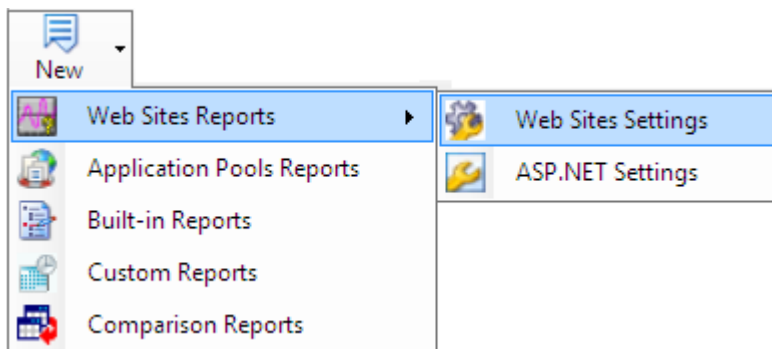 New
Web Sites Reports
Application Pools Reports
Built-in Reports
Custom Reports
Comparison Reports
Web Sites Settings
ASP.NET Settings